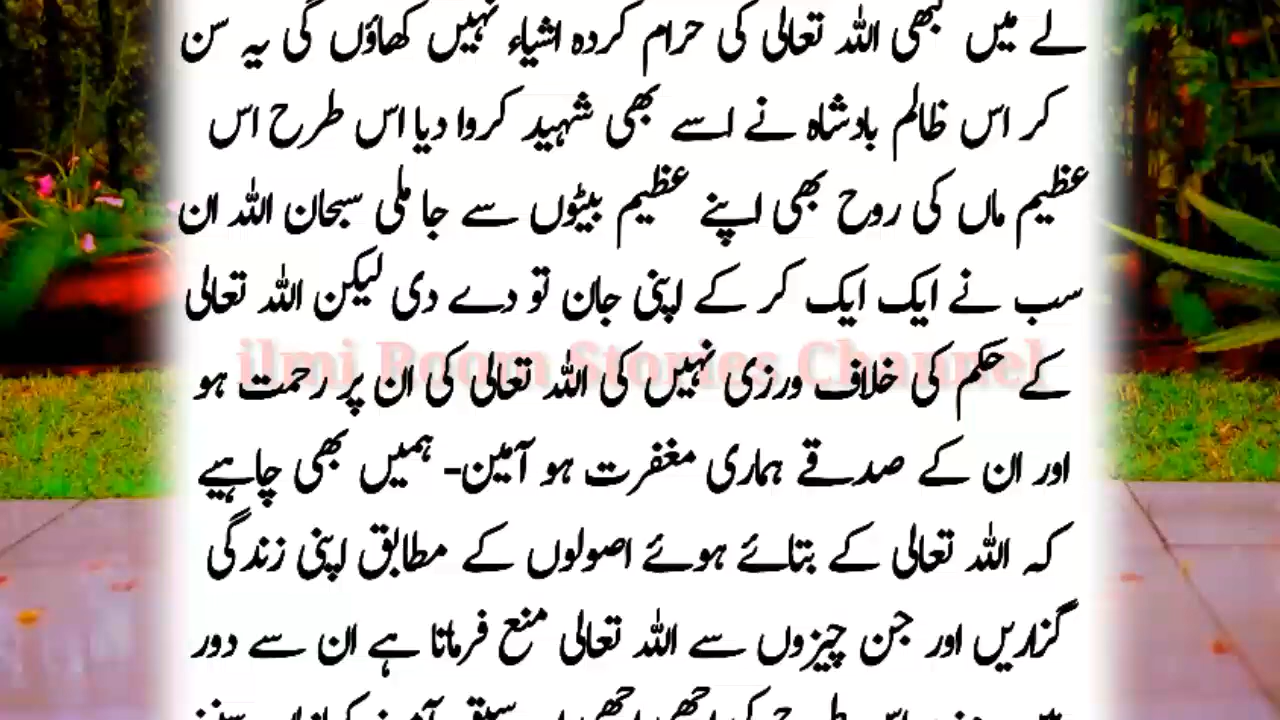 لے میں کبھی اللہ تعالی کی حرام کردہ اشیاء نہیں کھاؤں گی یہ سن
کر اس ظالم بادشاہ نے اسے بھی شہید کروا دیا اس طرح اس
عظیم ماں کی روح بھی اپنے عظیم بیٹوں سے جا ملی سبحان اللہ ان
سب نے ایک ایک کر کے اپنی جان تو دے دی لیکن اللہ تعالی
ilmi Room Stories Channel
کے حکم کی خلاف ورزی نہیں کی اللہ تعالی کی ان پر رحمت ہو
اور ان کے صدقے ہماری مغفرت ہو آمین- ہمیں بھی چاہیے
کہ اللہ تعالی کے بتائے ہوئے اصولوں کے مطابق اپنی زندگی
گزاریں اور جن چیزوں سے اللہ تعالی منع فرماتا ہے ان سے دور